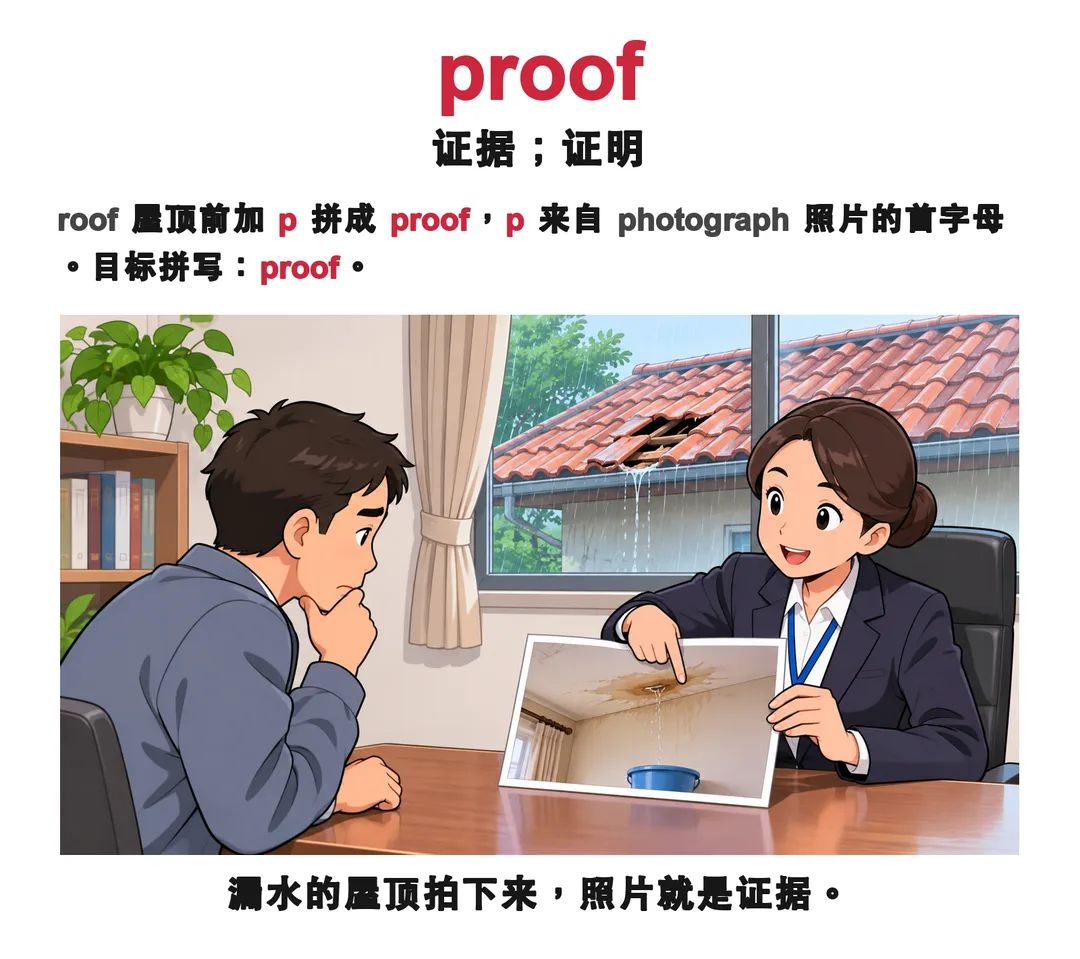 proof
证据；证明
roof 屋顶前加 p 拼成 proof，p 来自 photograph 照片的首字母
。目标拼写：proof。
漏水的屋顶拍下来，照片就是证据。